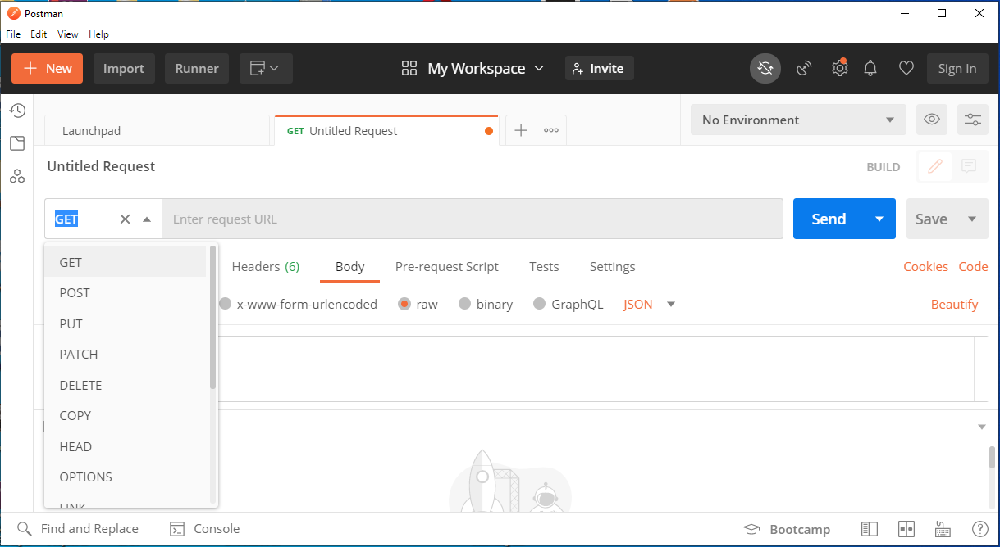 Postman
File Edit View Help
New Import Runner My Workspace Invite Sign In
Launchpad GET Untitled Request No Environment
Untitled Request BUILD
GET Enter request URL Send Save
Headers (6) Body Pre-request Script Tests Settings Cookies Code
x-www-form-urlencoded raw binary GraphQL JSON Beautify
GET
POST
PUT
PATCH
DELETE
COPY
HEAD
OPTIONS
LINK
Find and Replace Console Bootcamp